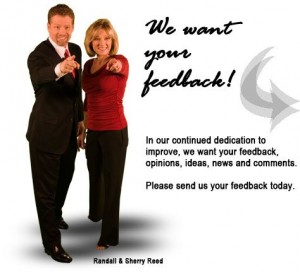 We want
your
feedback!
In our continued dedication to
improve, we want your feedback,
opinions, ideas, news and comments.
Please send us your feedback today.
Randall & Sherry Reed